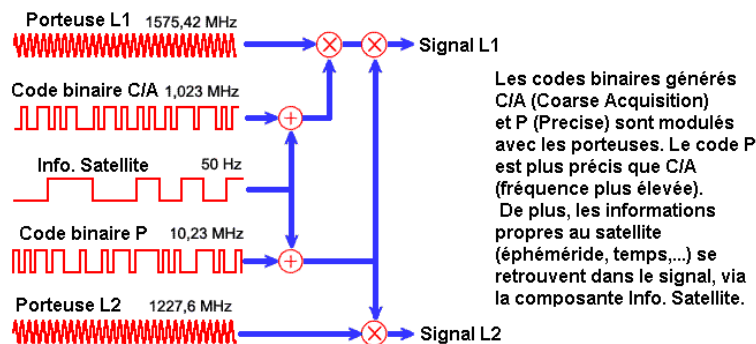 Porteuse L1 1575,42 MHz
Signal L1
Code binaire C/A 1,023 MHz
Info. Satellite 50 Hz
Code binaire P 10,23 MHz
Porteuse L2 1227,6 MHz
Signal L2
Les codes binaires générés
C/A (Coarse Acquisition)
et P (Precise) sont modulés
avec les porteuses. Le code P
est plus précis que C/A
(fréquence plus élevée).
De plus, les informations
propres au satellite
(éphéméride, temps,...) se
retrouvent dans le signal, via
la composante Info. Satellite.